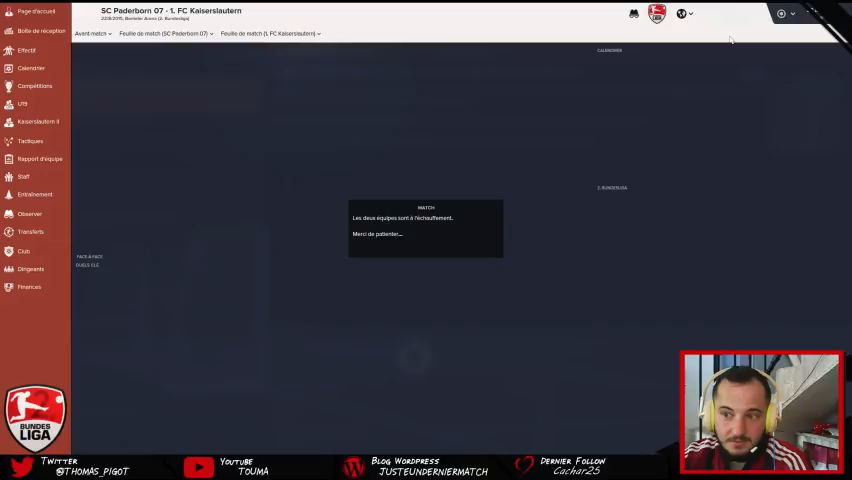 Page d'accueil
Boîte de réception
Effectif
Calendrier
Compétitions
U19
Kaiserslautern II
Tactiques
Rapport d'équipe
Staff
Entraînement
Observer
Transferts
Club
Dirigeants
Finances
SC Paderborn 07 - 1. FC Kaiserslautern
22/8/2015, Benteler Arena (2. Bundesliga)
Avant-match
Feuille de match (SC Paderborn 07)
Feuille de match (1. FC Kaiserslautern)
CALENDRIER
2. BUNDESLIGA
MATCH
Les deux équipes sont à l'échauffement.
Merci de patienter...
FACE-À-FACE
DUELS CLÉ
BUNDES
LIGA
Twitter
@Thomas_Pigot
Youtube
Touma
Blog Wordpress
justeunderniermatch
Dernier Follow
Cachar25